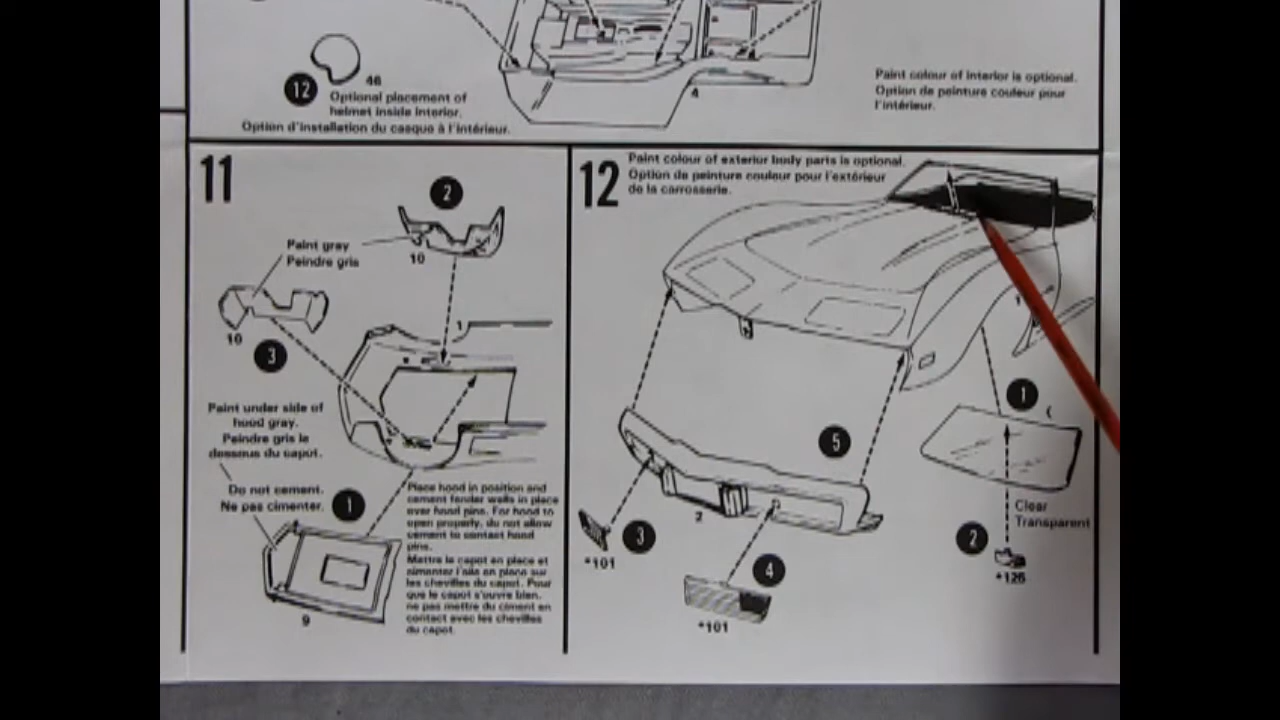 12
46
Optional placement of
helmet inside interior.
Option d'installation du casque à l'intérieur.
4
Paint colour of interior is optional.
Option de peinture couleur pour
l'intérieur.
11
2
Paint gray
Peindre gris
10
10
3
1
Paint under side of
hood gray.
Peindre gris le
dessous du capot.
Do not cement.
Ne pas cimenter.
1
9
Place hood in position and
cement fender wells in place
over hood pins. For hood to
open properly, do not allow
cement to contact hood
pins.
Mettre le capot en place et
cimenter l'aile en place sur
les chevilles du capot. Pour
que le capot s'ouvre bien,
ne pas mettre du ciment en
contact avec les chevilles
du capot.
12
Paint colour of exterior body parts is optional.
Option de peinture couleur pour l'extérieur
de la carrosserie.
1
1
5
2
3
*101
4
*101
Clear
Transparent
2
*126